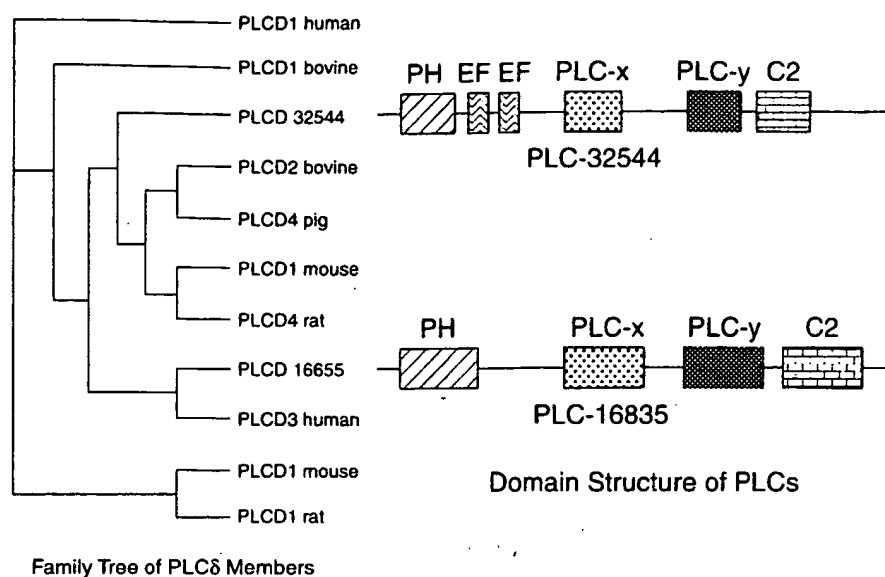 PLCD1 human
PLCD1 bovine
PLCD 32544
PLCD2 bovine
PLCD4 pig
PLCD1 mouse
PLCD4 rat
PLCD 16655
PLCD3 human
PLCD1 mouse
PLCD1 rat
Family Tree of PLCδ Members
PH EF EF PLC-x PLC-y C2
PLC-32544
PH PLC-x PLC-y C2
PLC-16835
Domain Structure of PLCs